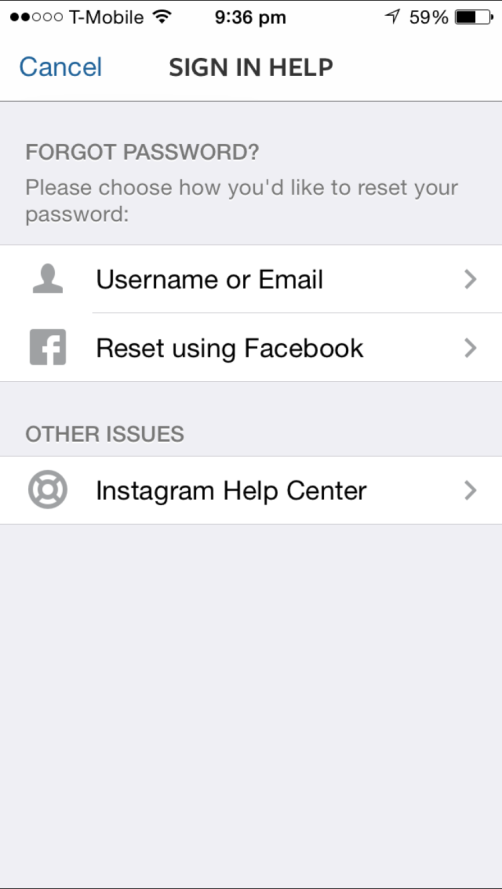 T-Mobile 9:36 pm 59%
Cancel SIGN IN HELP
FORGOT PASSWORD?
Please choose how you'd like to reset your
password:
Username or Email
Reset using Facebook
OTHER ISSUES
Instagram Help Center